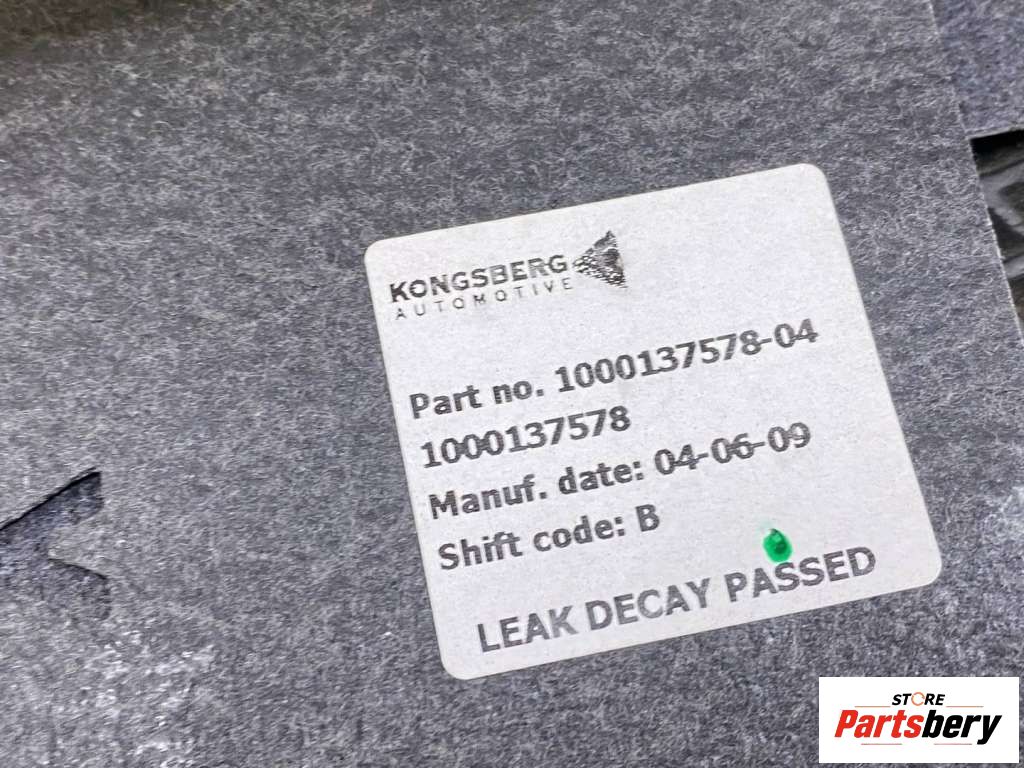 KONGSBERG
AUTOMOTIVE
Part no. 1000137578-04
1000137578
Manuf. date: 04-06-09
Shift code: B
LEAK DECAY PASSED
STORE
Partsbery